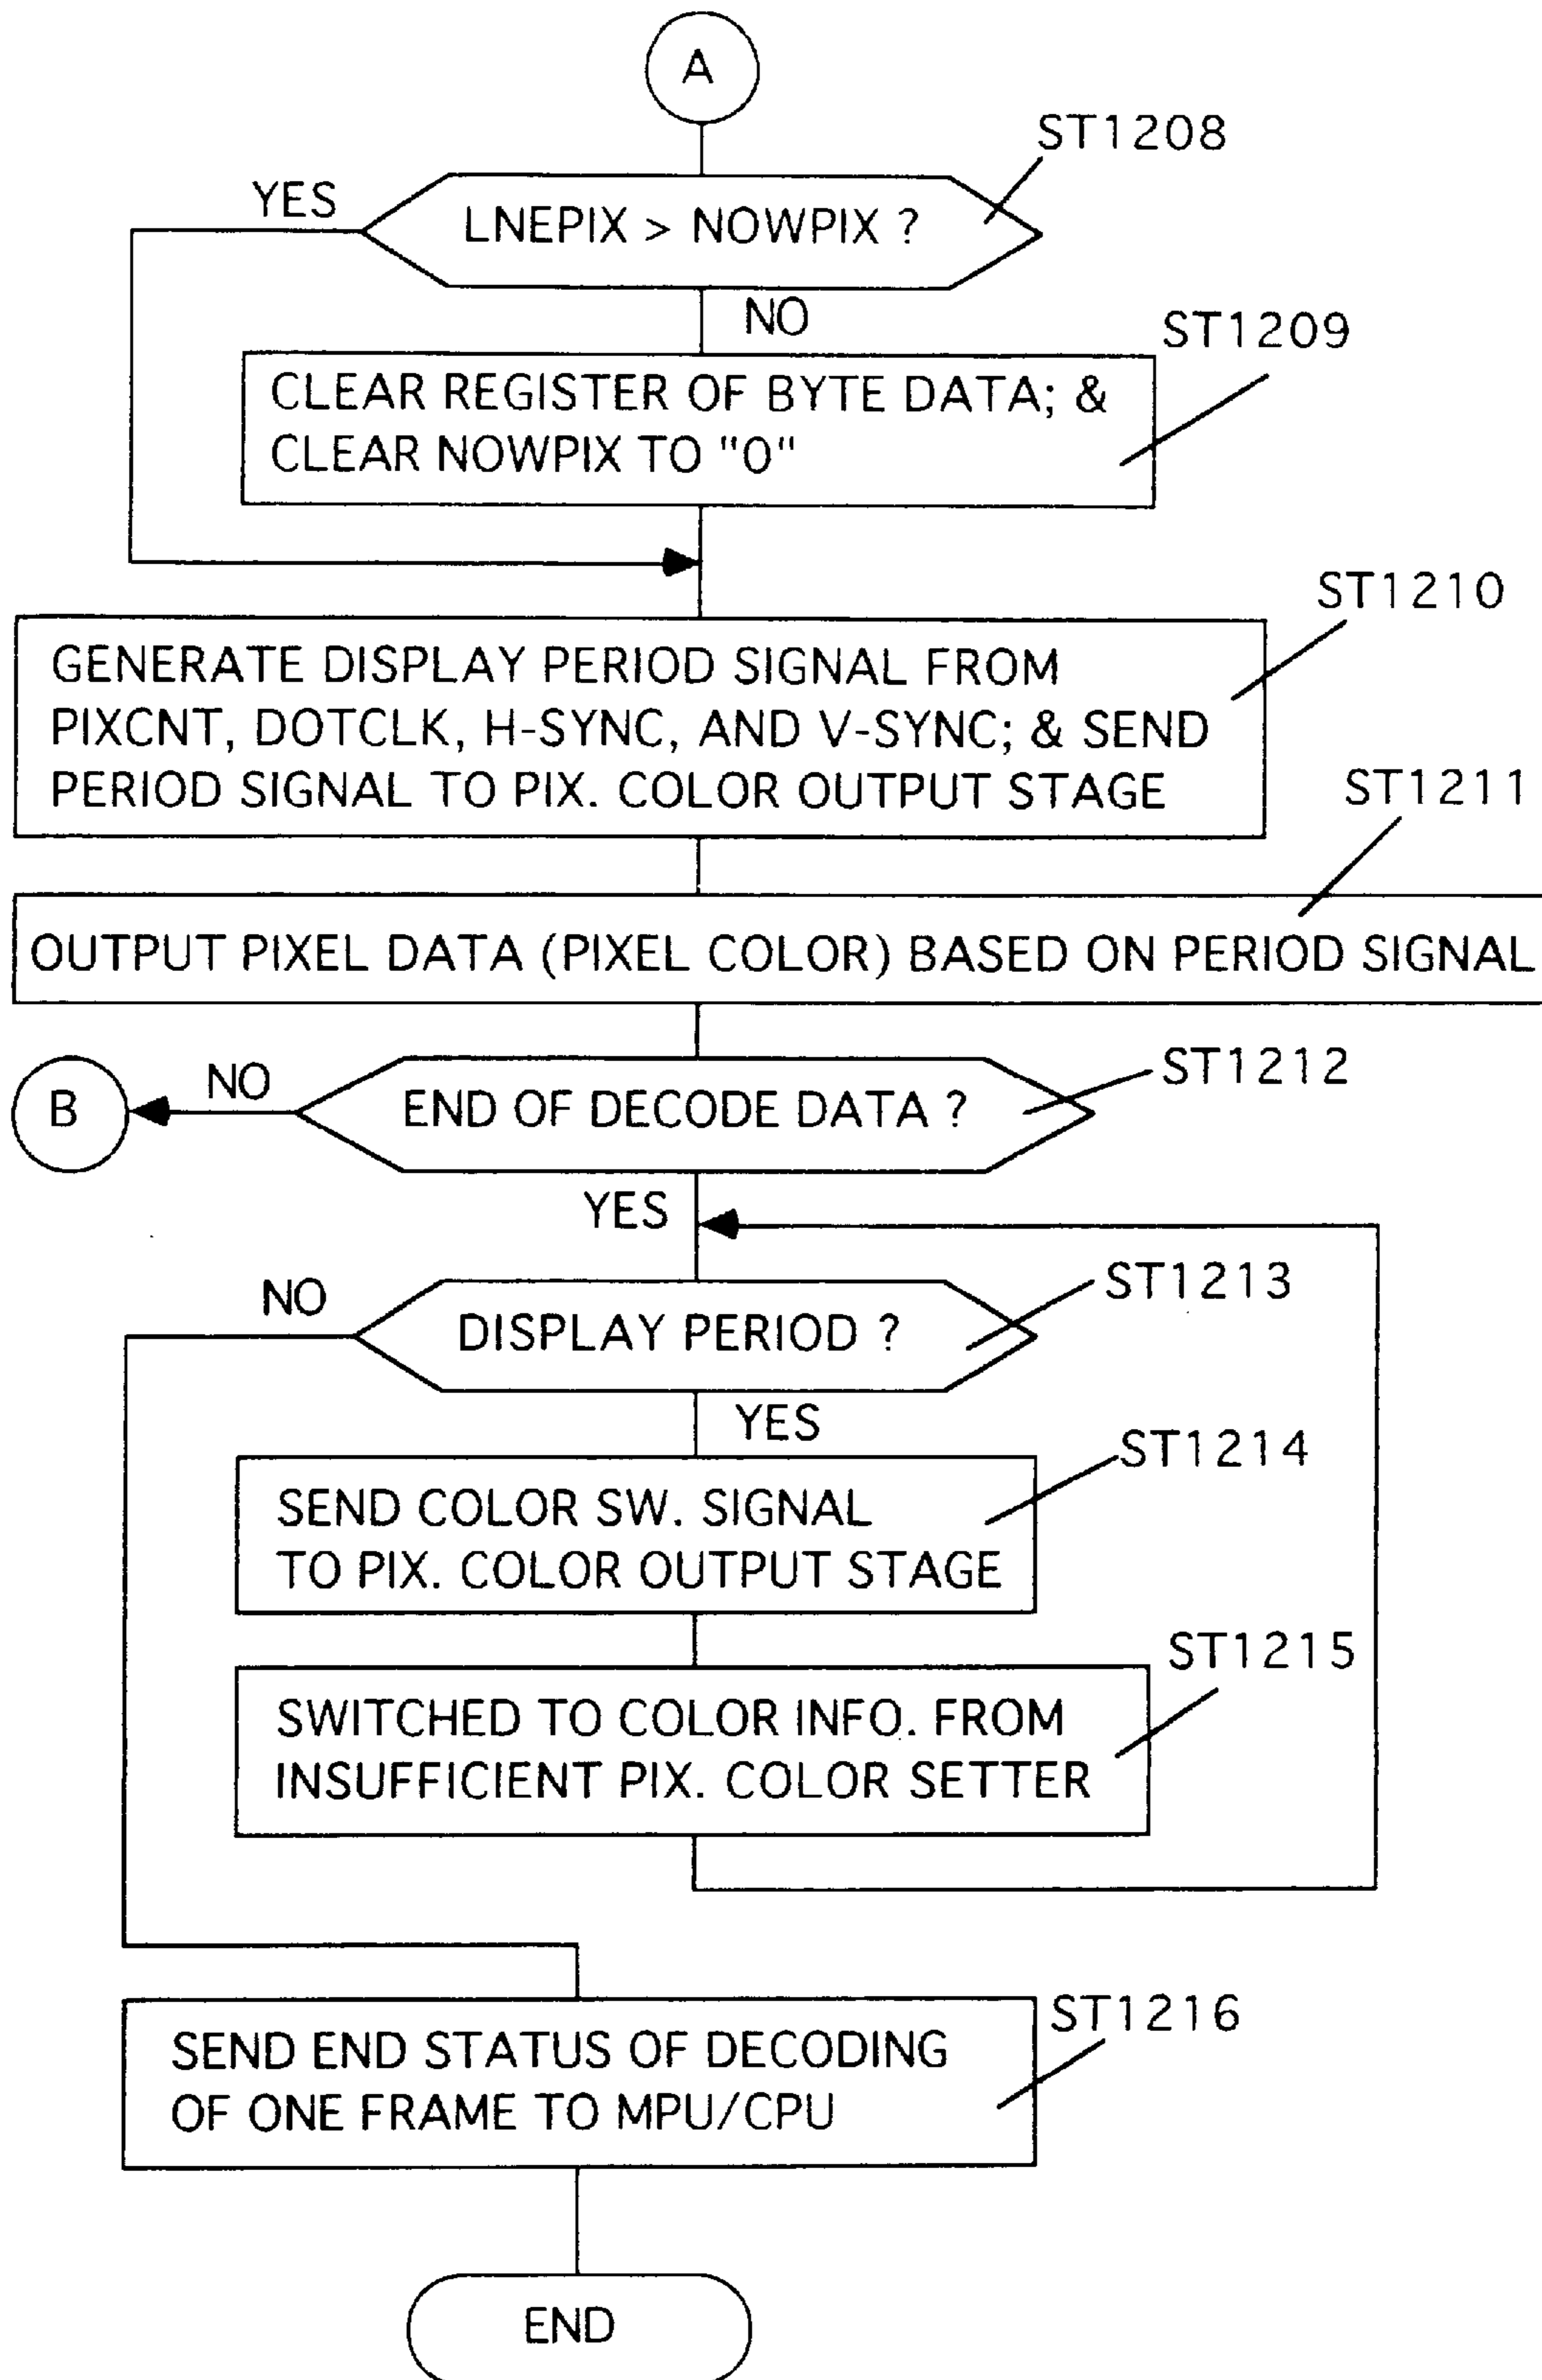 A
ST1208
YES
LNEPIX > NOWPIX ?
NO
ST1209
CLEAR REGISTER OF BYTE DATA; &
CLEAR NOWPIX TO "0"
ST1210
GENERATE DISPLAY PERIOD SIGNAL FROM
PIXCNT, DOTCLK, H-SYNC, AND V-SYNC; & SEND
PERIOD SIGNAL TO PIX. COLOR OUTPUT STAGE
ST1211
OUTPUT PIXEL DATA (PIXEL COLOR) BASED ON PERIOD SIGNAL
ST1212
B
NO
END OF DECODE DATA ?
YES
ST1213
NO
DISPLAY PERIOD ?
YES
ST1214
SEND COLOR SW. SIGNAL
TO PIX. COLOR OUTPUT STAGE
ST1215
SWITCHED TO COLOR INFO. FROM
INSUFFICIENT PIX. COLOR SETTER
ST1216
SEND END STATUS OF DECODING
OF ONE FRAME TO MPU/CPU
END